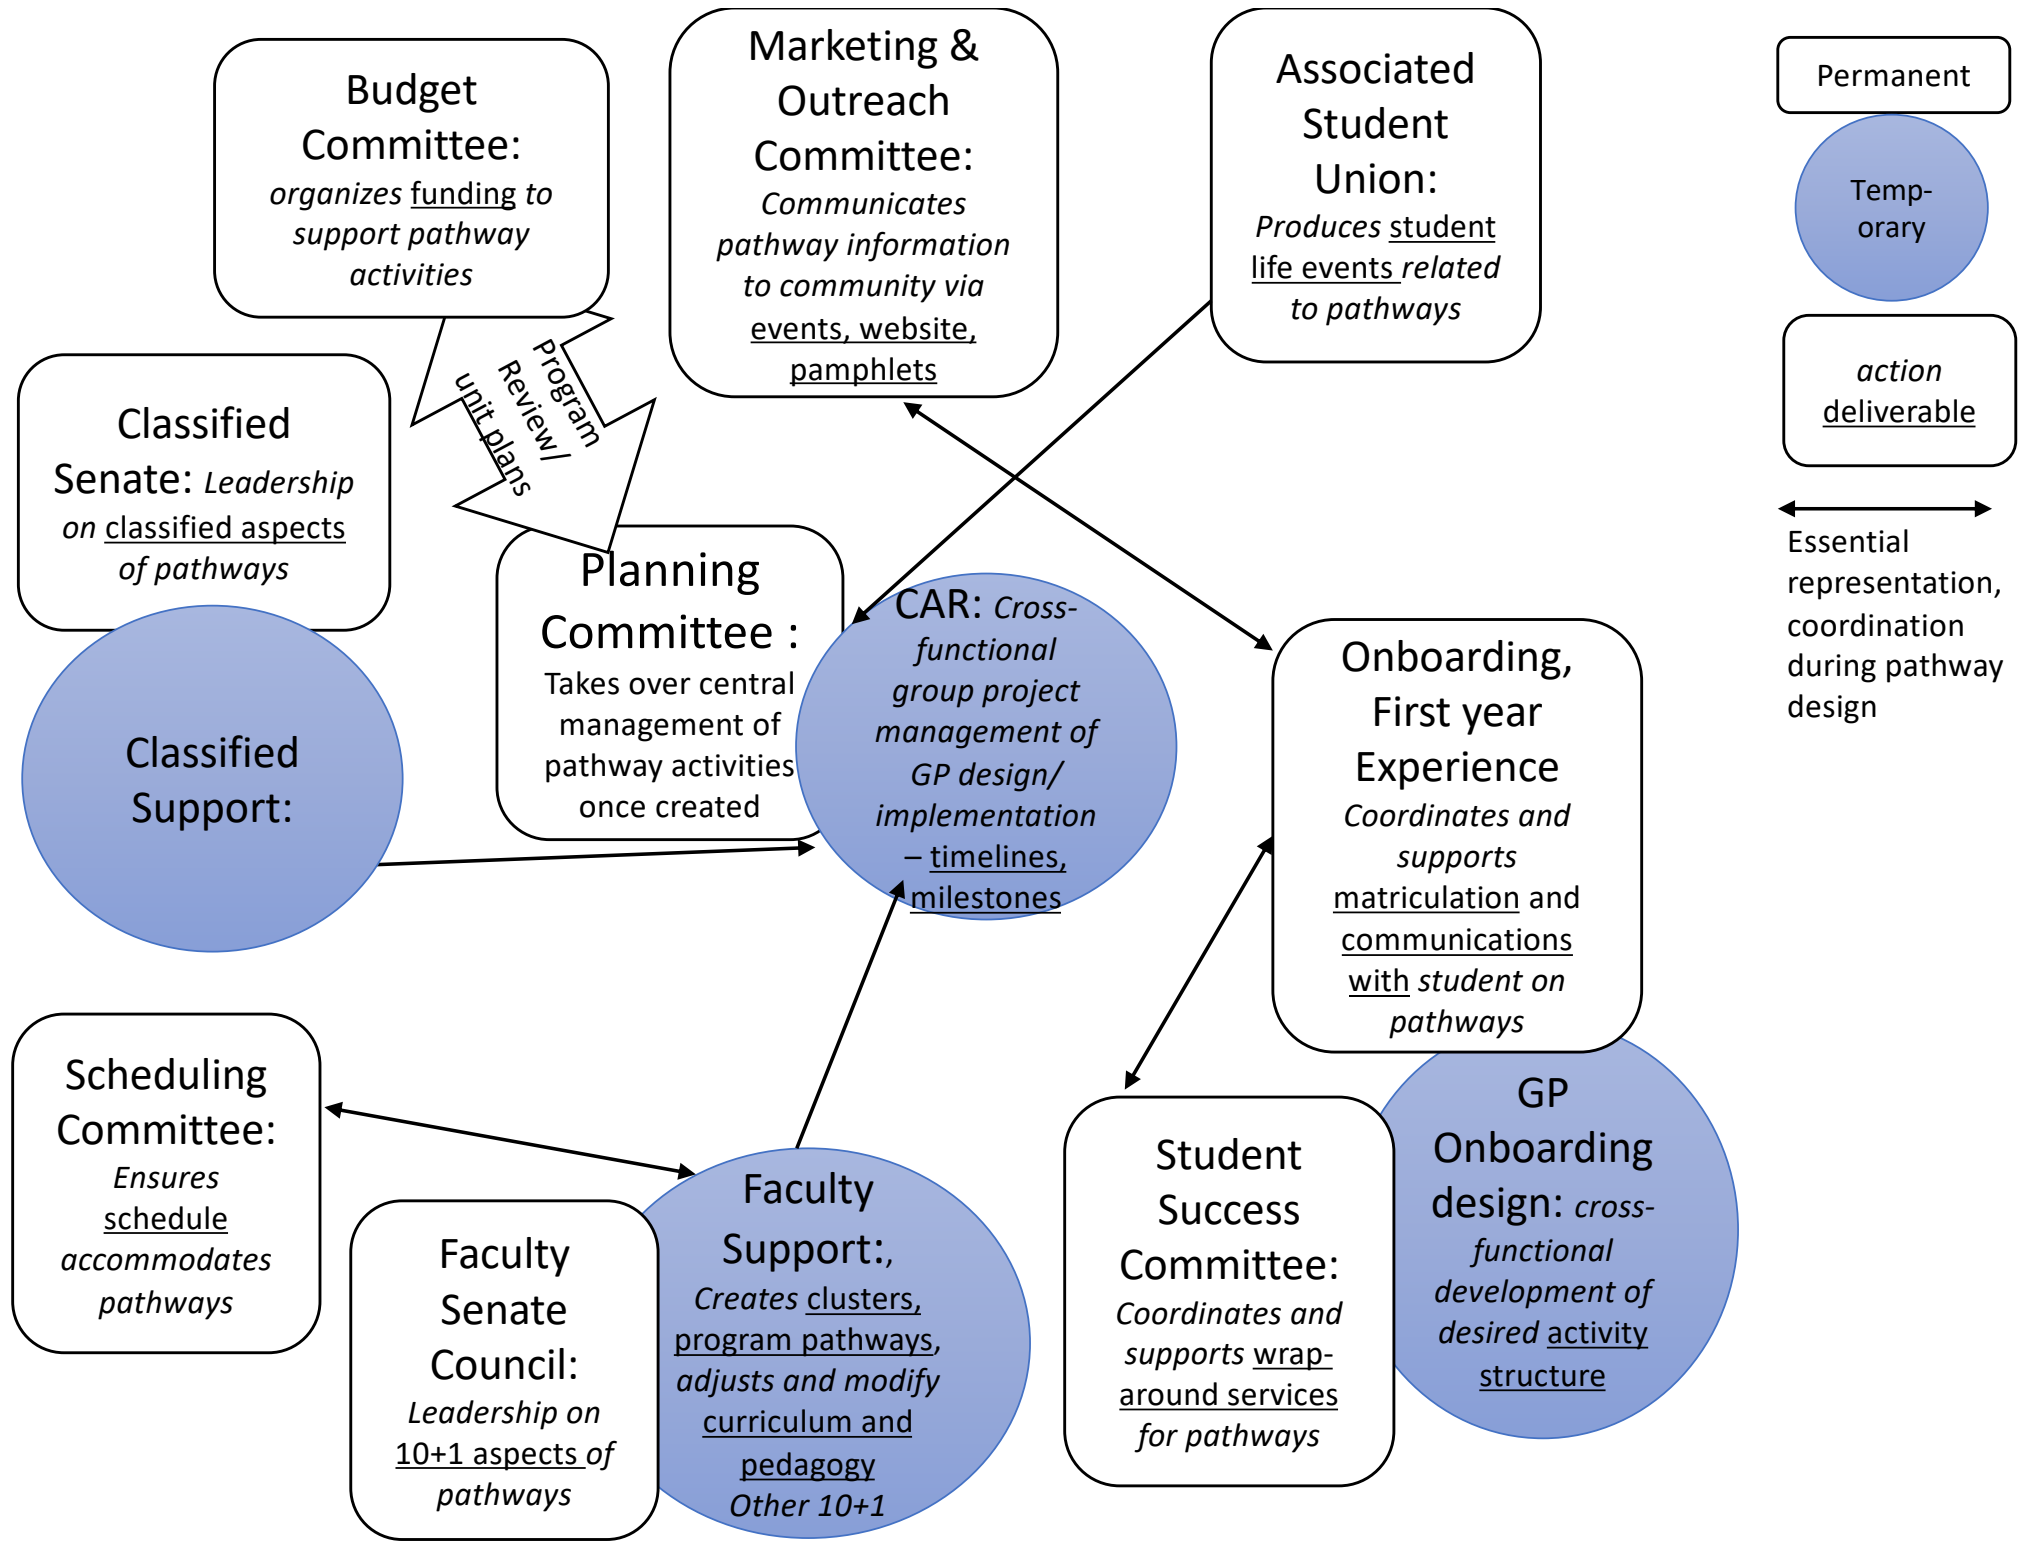 Budget
Committee:
organizes funding to
support pathway
activities
Marketing &
Outreach
Committee:
Communicates
pathway information
to community via
events, website,
pamphlets
Associated
Student
Union:
Produces student
life events related
to pathways
Permanent
Temp-
orary
action
deliverable
Essential
representation,
coordination
during pathway
design
Program
Review/
unit plans
Classified
Senate: Leadership
on classified aspects
of pathways
Classified
Support:
Planning
Committee :
Takes over central
management of
pathway activities
once created
CAR: Cross-
functional
group project
management of
GP design/
implementation
– timelines,
milestones
Onboarding,
First year
Experience
Coordinates and
supports
matriculation and
communications
with student on
pathways
Scheduling
Committee:
Ensures
schedule
accommodates
pathways
Faculty
Senate
Council:
Leadership on
10+1 aspects of
pathways
Faculty
Support:,
Creates clusters,
program pathways,
adjusts and modify
curriculum and
pedagogy
Other 10+1
Student
Success
Committee:
Coordinates and
supports wrap-
around services
for pathways
GP
Onboarding
design: cross-
functional
development of
desired activity
structure